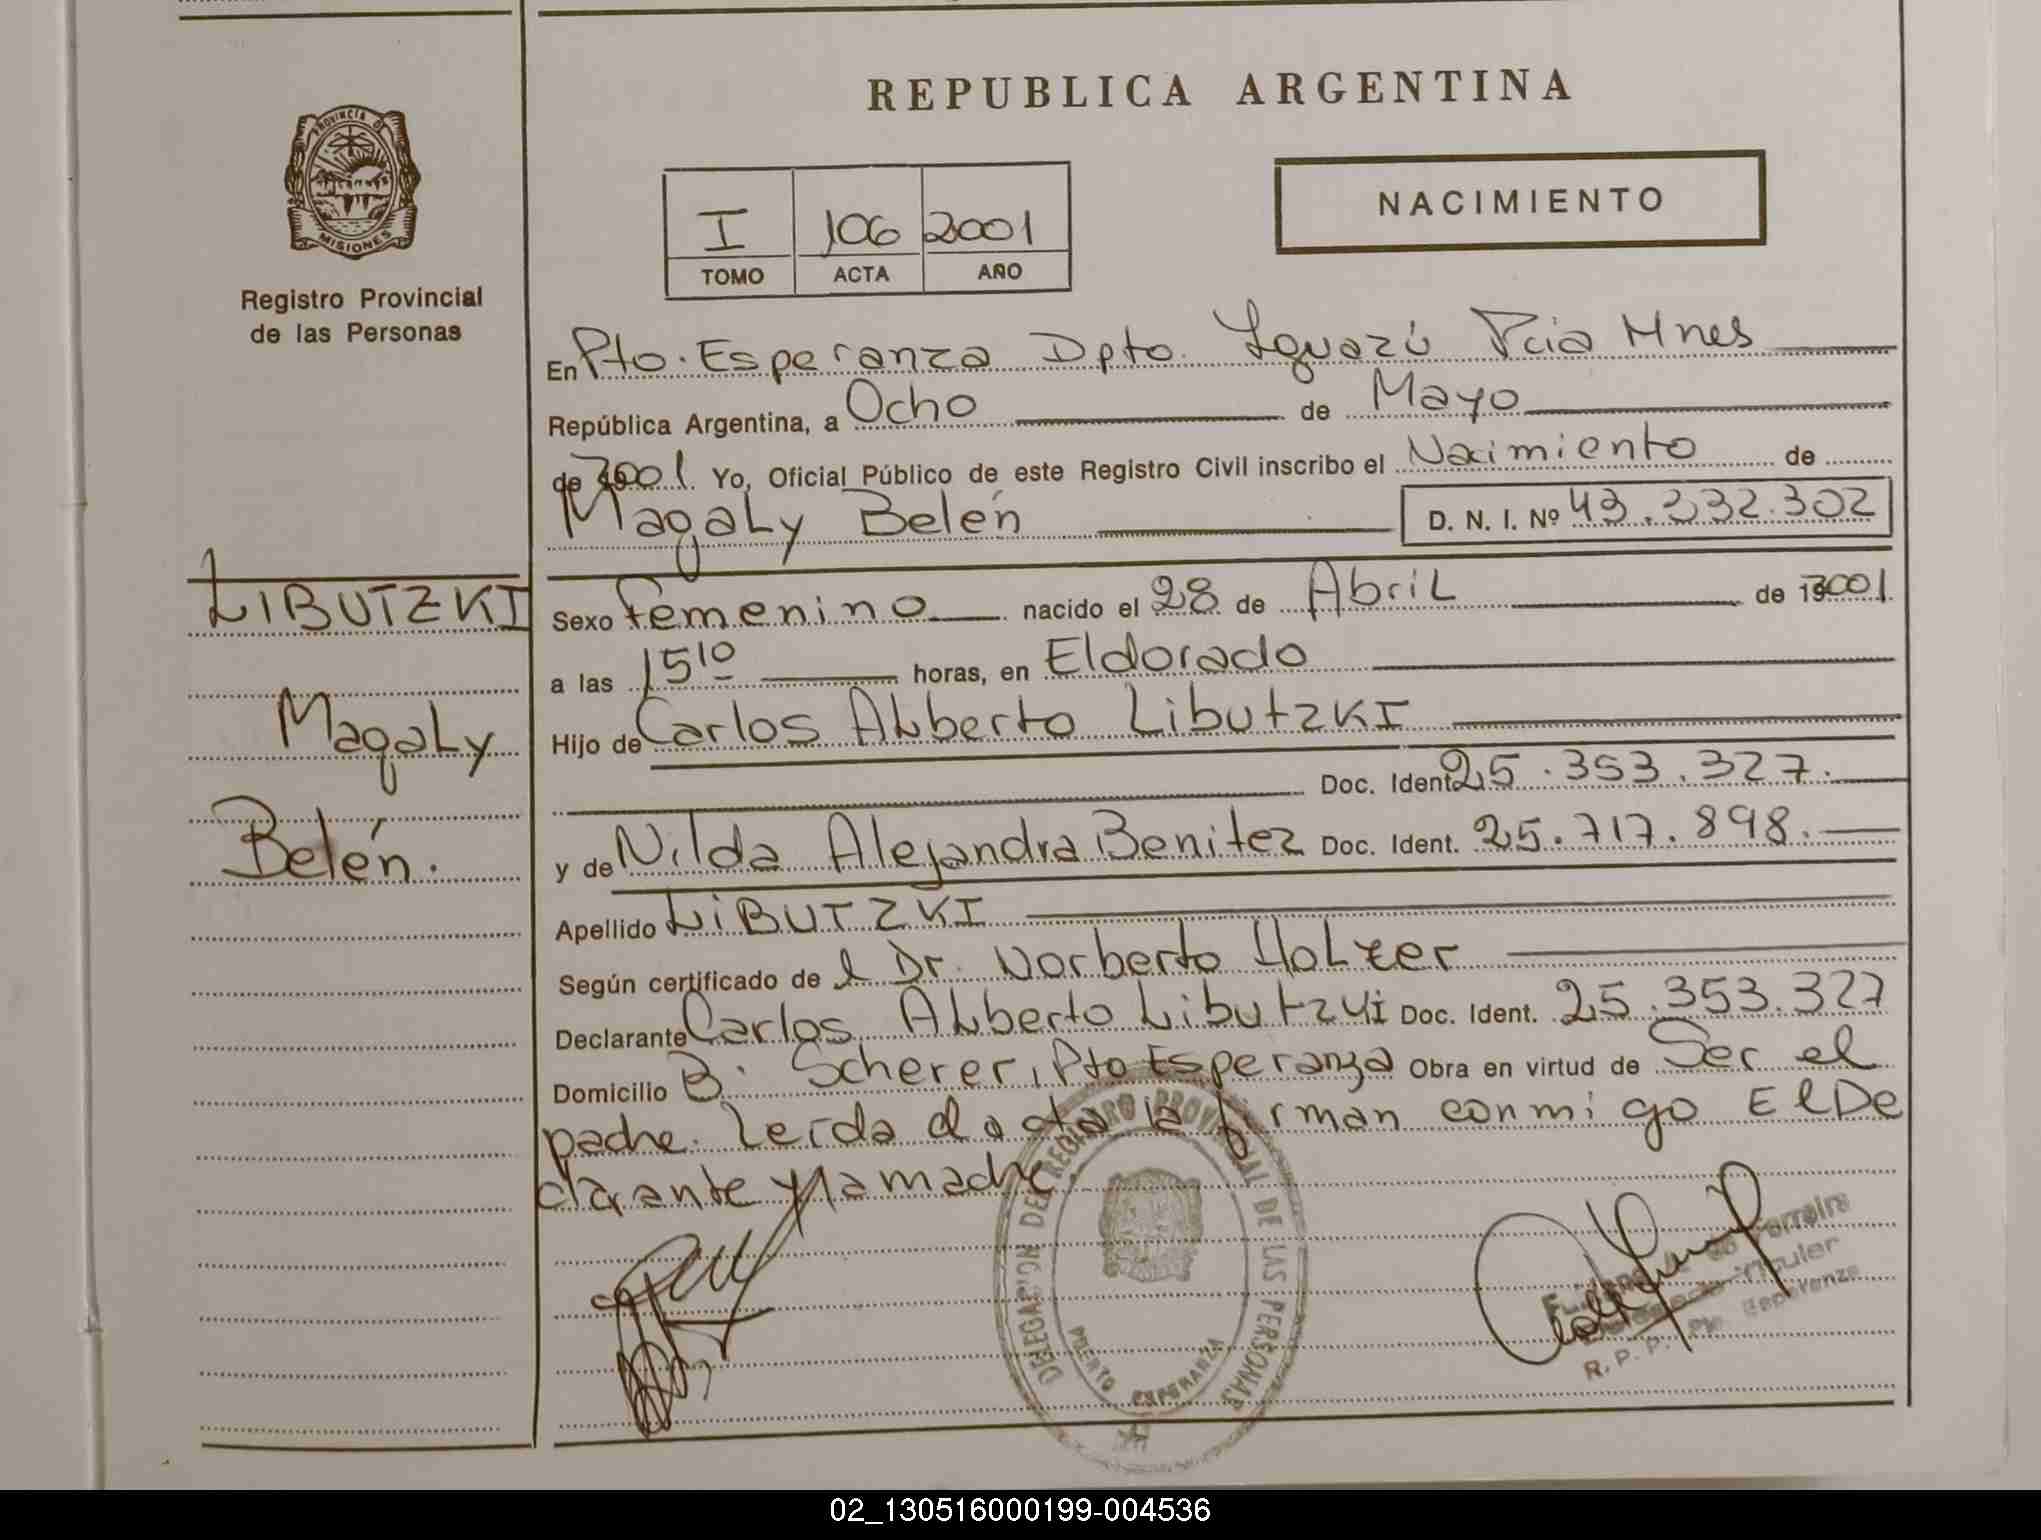 PROVINCIA DE
MISIONES
Registro Provincial
de las Personas
LIBUTZKI
Magaly
Belén.
REPUBLICA ARGENTINA
I 106 2001
TOMO ACTA AÑO
NACIMIENTO
En Pto. Esperanza Dpto. Iguazú Pcia Mnes
República Argentina, a Ocho de Mayo
de 2001 Yo, Oficial Público de este Registro Civil inscribo el Nacimiento de
Magaly Belén D. N. I. Nº 43.332.302
Sexo Femenino nacido el 28 de Abril de 2001
a las 15 10 horas, en Eldorado
Hijo de Carlos Alberto LibutzKI
Doc. Ident. 25.353.327.
y de Nilda Alejandra Benitez Doc. Ident. 25.717.898.
Apellido LIBUTZKI
Según certificado de l Dr. Norberto Holzer
Declarante Carlos Alberto Libutzki Doc. Ident. 25.353.327
Domicilio B. Scherer, Pto Esperanza Obra en virtud de Ser el
padre. Leída el acta la firman conmigo El De
clarante y la madre.
DELEGACION DEL REGISTRO PROVINCIAL DE LAS PERSONAS
PUERTO ESPERANZA
Ferreira
R. P. P. Pto. Esperanza
02_130516000199-004536